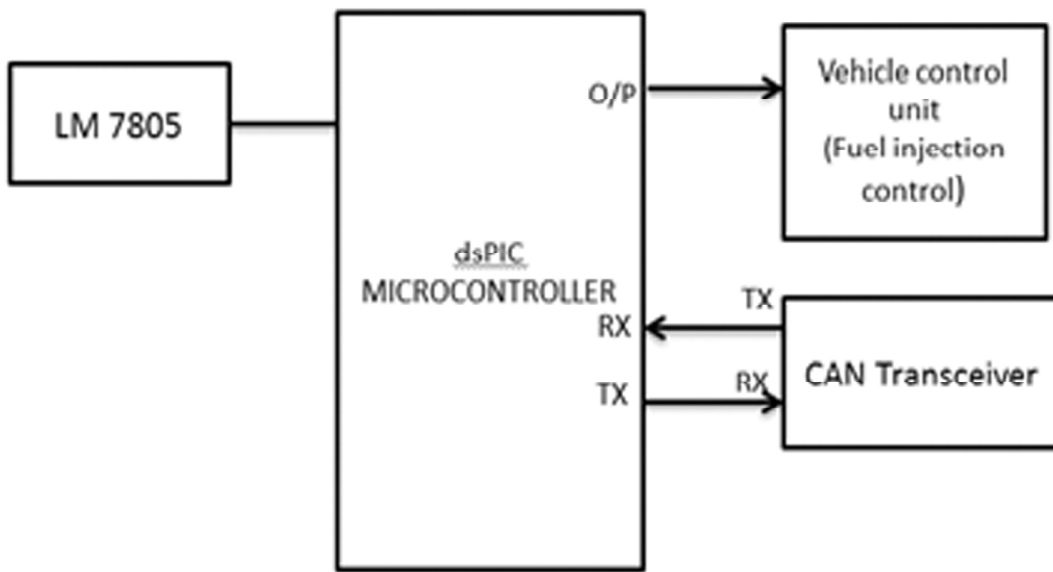 LM 7805
O/P
Vehicle control
unit
(Fuel injection
control)
dsPIC
MICROCONTROLLER
RX
TX
TX
RX
CAN Transceiver